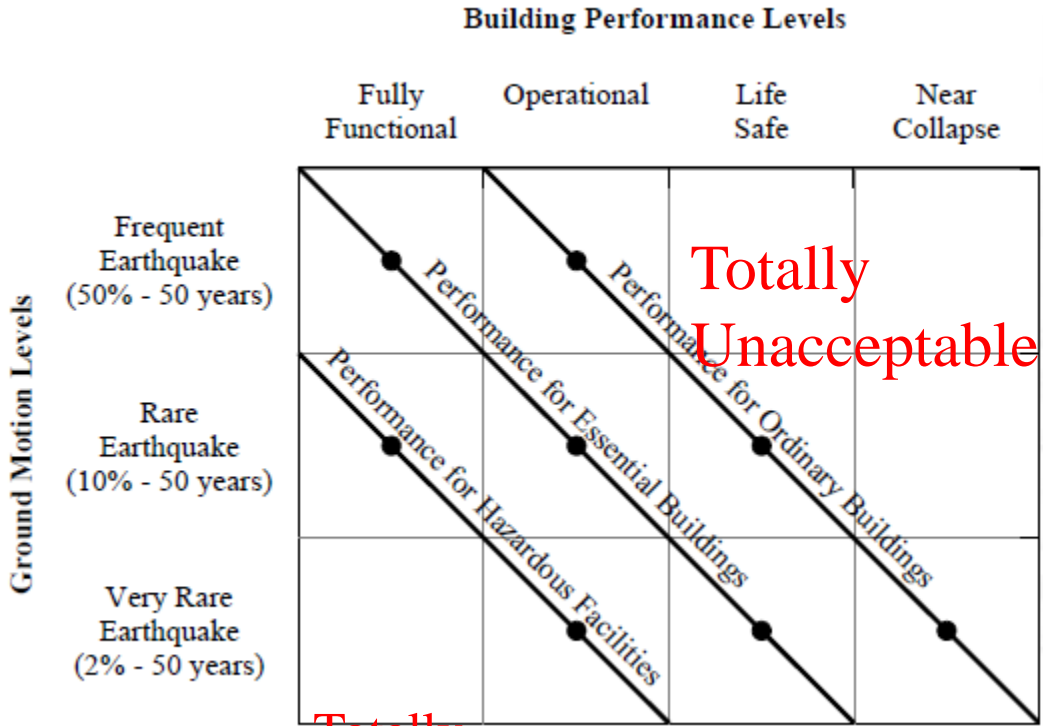 Building Performance Levels
Fully
Functional
Operational
Life
Safe
Near
Collapse
Ground Motion Levels
Frequent
Earthquake
(50% - 50 years)
Rare
Earthquake
(10% - 50 years)
Very Rare
Earthquake
(2% - 50 years)
Performance for Hazardous Facilities
Performance for Essential Buildings
Performance for Ordinary Buildings
Totally
Unacceptable
Totally